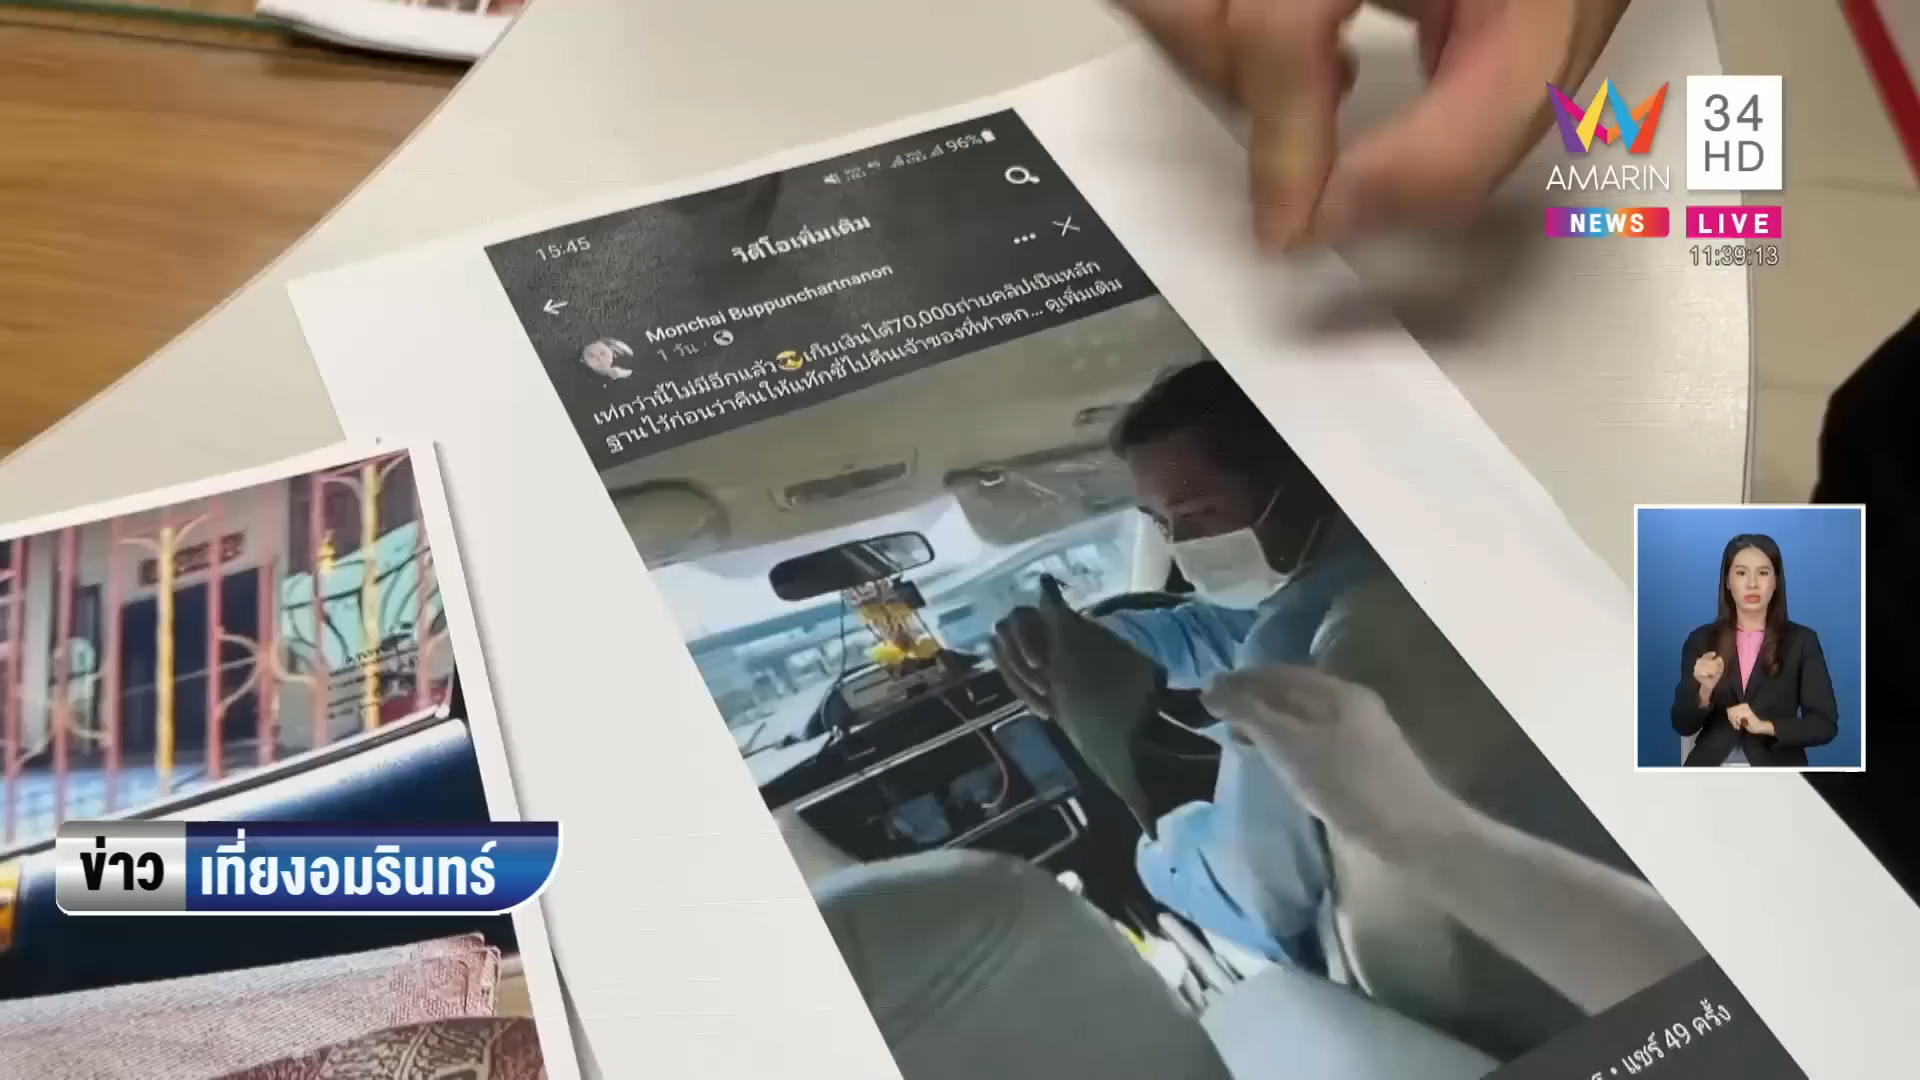 34
HD
AMARIN
NEWS
LIVE
11:39:13
15:45
96%
วิดีโอเพิ่มเติม
Monchai Buppunchartnanon
1 วัน
เท่กว่านี้ไม่มีอีกแล้ว😎เก็บเงินได้70,000ถ่ายคลิปเป็นหลัก
ฐานไว้ก่อนว่าคืนให้แท็กซี่ไปคืนเจ้าของที่ทำตก... ดูเพิ่มเติม
แชร์ 49 ครั้ง
ข่าว เที่ยงอมรินทร์